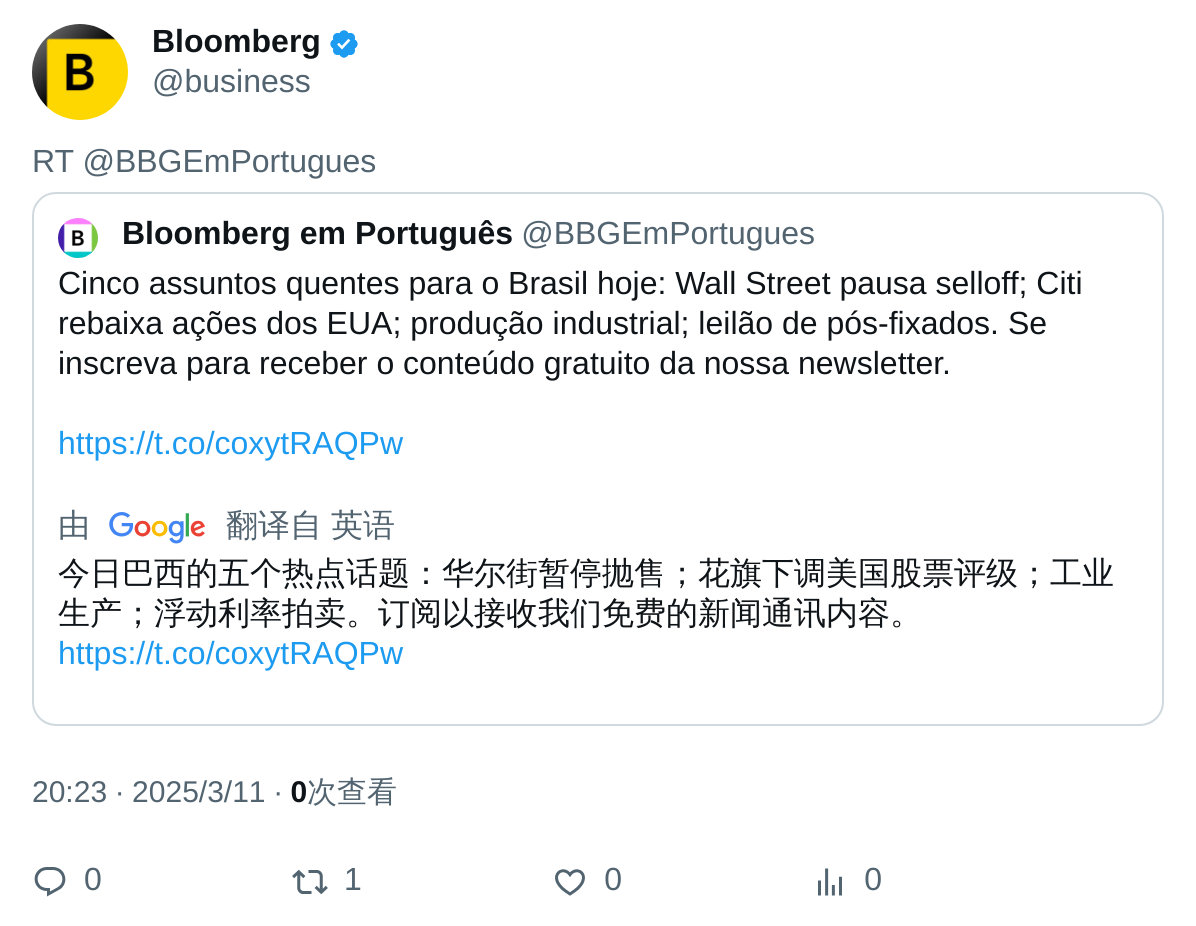 Bloomberg
@business
B
RT @BBGEmPortugues
B
Bloomberg em Português @BBGEmPortugues
Cinco assuntos quentes para o Brasil hoje: Wall Street pausa selloff; Citi
rebaixa ações dos EUA; produção industrial; leilão de pós-fixados. Se
inscreva para receber o conteúdo gratuito da nossa newsletter.
https://t.co/coxytRAQPw
由 Google 翻译自 英语
今日巴西的五个热点话题：华尔街暂停抛售；花旗下调美国股票评级；工业
生产；浮动利率拍卖。订阅以接收我们免费的新闻通讯内容。
https://t.co/coxytRAQPw
20:23 · 2025/3/11 · 0次查看
0 1 0 0